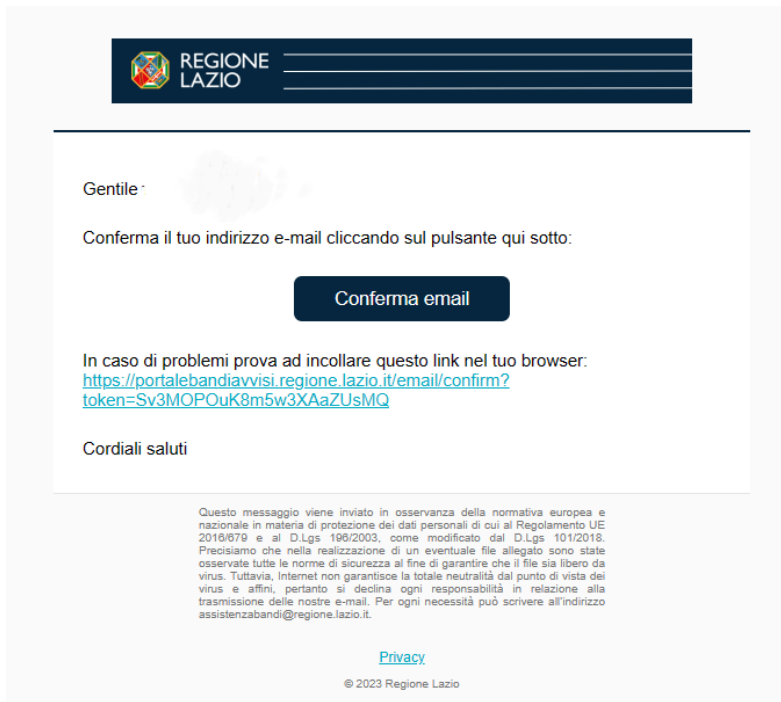 REGIONE
LAZIO
Gentile
Conferma il tuo indirizzo e-mail cliccando sul pulsante qui sotto:
Conferma email
In caso di problemi prova ad incollare questo link nel tuo browser:
https://portalebandiavvisi.regione.lazio.it/email/confirm?
token=Sv3MOPOuK8m5w3XAaZUsMQ
Cordiali saluti
Questo messaggio viene inviato in osservanza della normativa europea e
nazionale in materia di protezione dei dati personali di cui al Regolamento UE
2016/679 e al D.Lgs 196/2003, come modificato dal D.Lgs 101/2018.
Precisiamo che nella realizzazione di un eventuale file allegato sono state
osservate tutte le norme di sicurezza al fine di garantire che il file sia libero da
virus. Tuttavia, Internet non garantisce la totale neutralità dal punto di vista dei
virus e affini, pertanto si declina ogni responsabilità in relazione alla
trasmissione delle nostre e-mail. Per ogni necessità può scrivere all'indirizzo
assistenzabandi@regione.lazio.it.
Privacy
© 2023 Regione Lazio